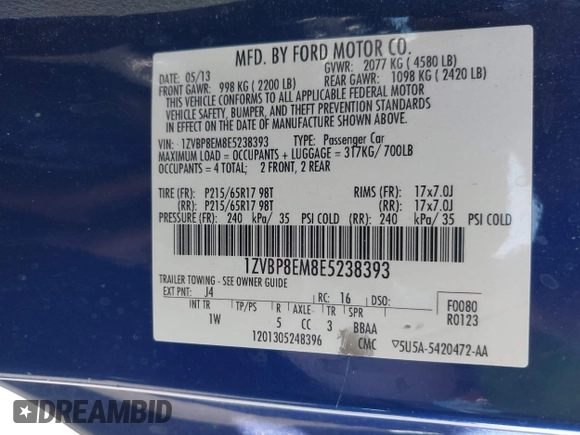 MFD. BY FORD MOTOR CO.
DATE: 05/13 GVWR: 2077 KG ( 4580 LB)
FRONT GAWR: 998 KG ( 2200 LB) REAR GAWR: 1098 KG ( 2420 LB)
THIS VEHICLE CONFORMS TO ALL APPLICABLE FEDERAL MOTOR
VEHICLE SAFETY, BUMPER, AND THEFT PREVENTION STANDARDS
IN EFFECT ON THE DATE OF MANUFACTURE SHOWN ABOVE.
VIN: 1ZVBP8EM8E5238393 TYPE: Passenger Car
MAXIMUM LOAD = OCCUPANTS + LUGGAGE = 317KG/ 700LB
OCCUPANTS = 4 TOTAL; 2 FRONT, 2 REAR
TIRE (FR): P215/65R17 98T RIMS (FR): 17x7.0J
(RR): P215/65R17 98T (RR): 17x7.0J
PRESSURE (FR): 240 kPa/ 35 PSI COLD (RR): 240 kPa/ 35 PSI COLD
1ZVBP8EM8E5238393
TRAILER TOWING - SEE OWNER GUIDE
EXT PNT: J4 RC: 16 DSO: F0080
INT TR TP/PS R AXLE TR SPR R0123
1W 5 CC 3 BBAA
1201305248396 CMC ▽5U5A-5420472-AA
DREAMBID